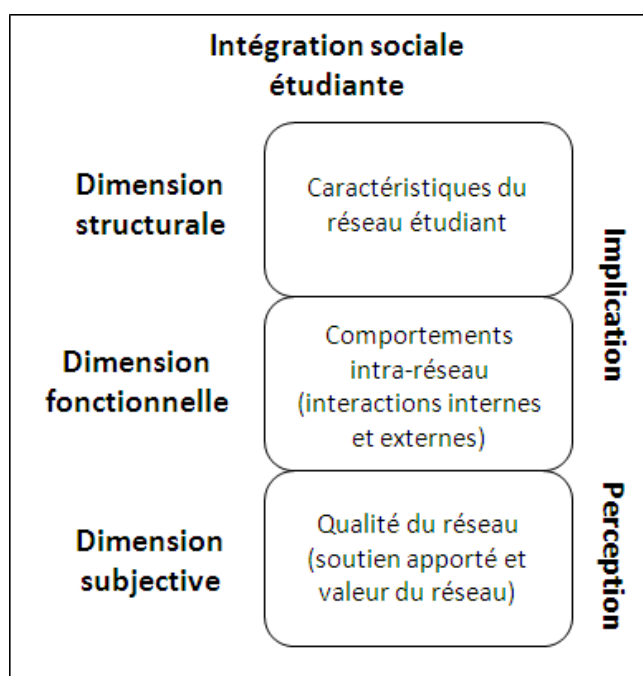 Intégration sociale
étudiante
Dimension
structurale
Caractéristiques du
réseau étudiant
Implication
Dimension
fonctionnelle
Comportements
intra-réseau
(interactions internes
et externes)
Dimension
subjective
Qualité du réseau
(soutien apporté et
valeur du réseau)
Perception